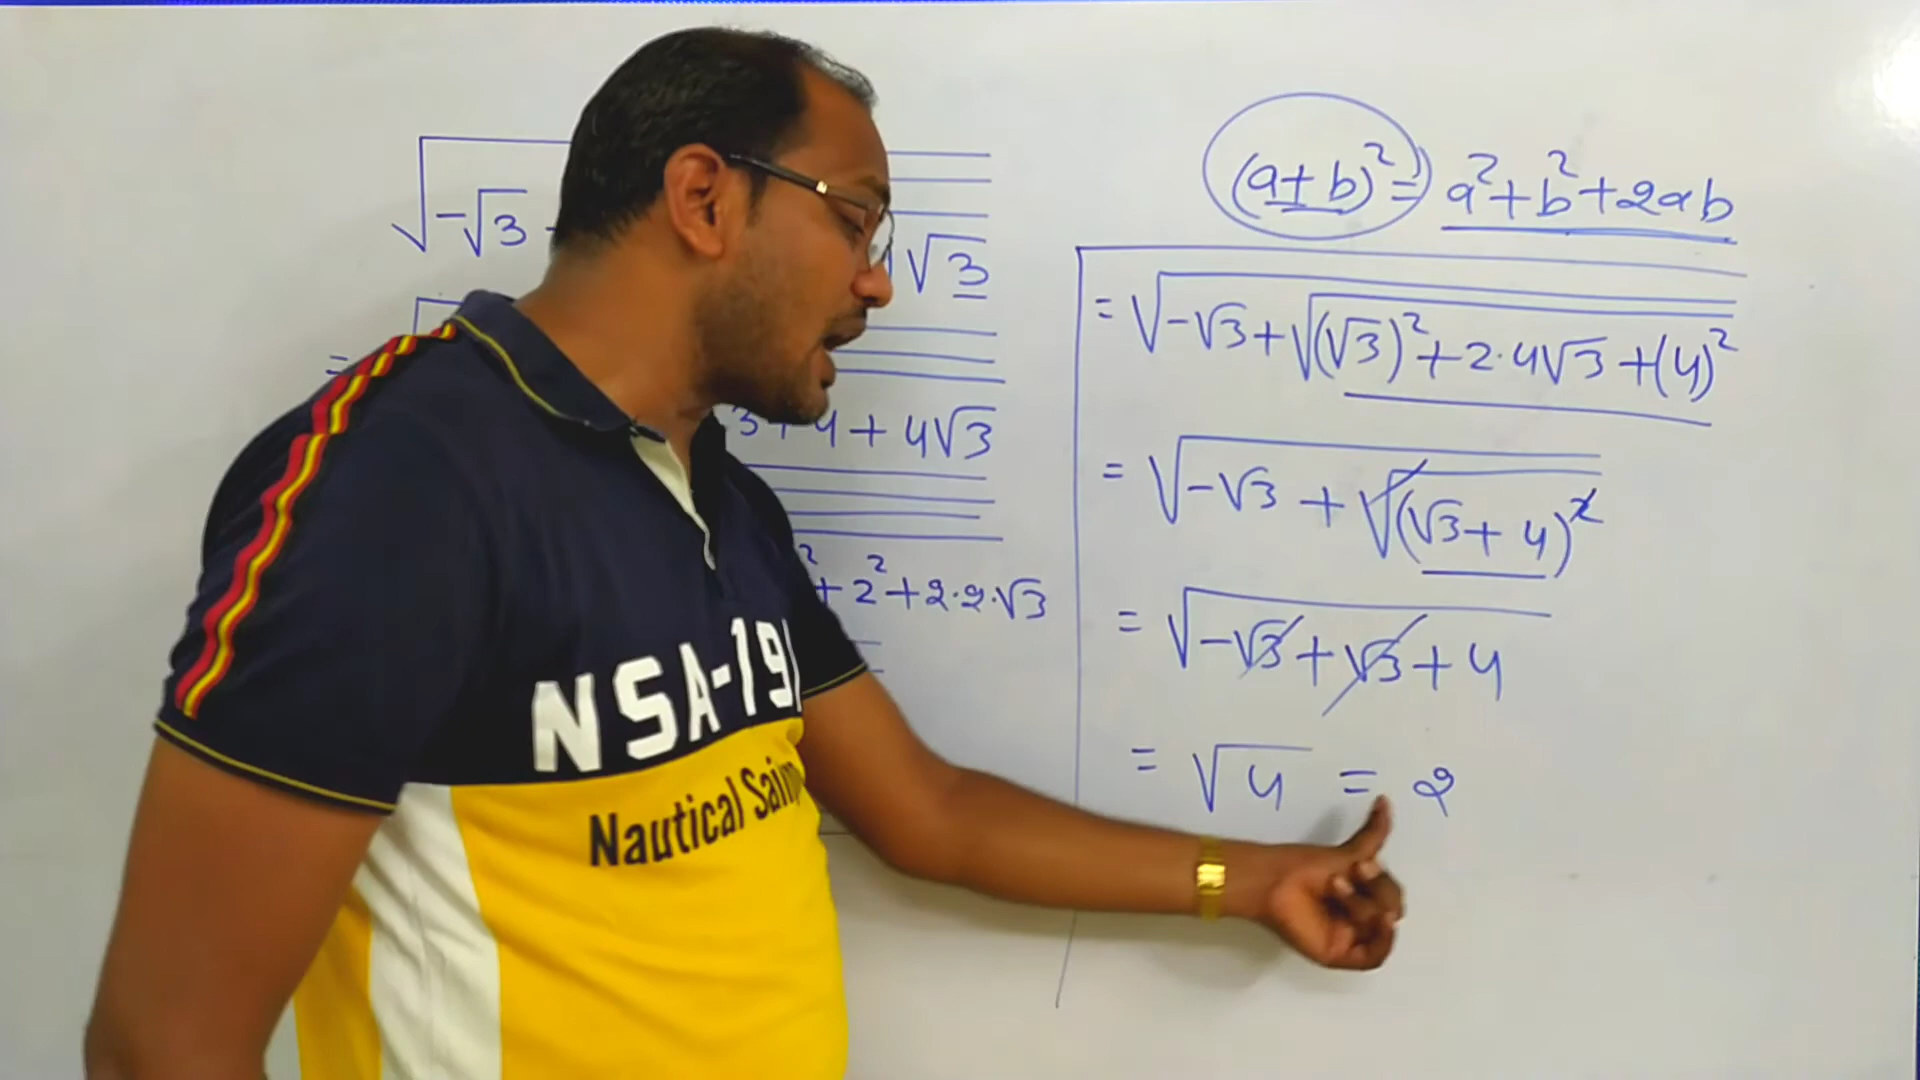 √-√3
√3
=
3+4+4√3
²+2²+2·2·√3
(a+b)² = a²+b²+2ab
= √-√3+√(√3)²+2·4√3+(4)²
= √-√3+√(√3+4)²
= √-√3+√3+4
= √4 = 2
NSA-19
Nautical